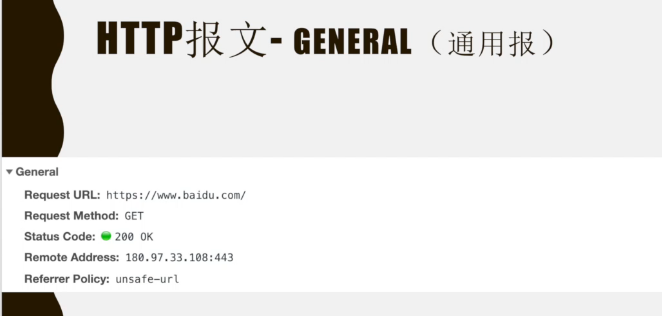 HTTP报文- GENERAL（通用报）
General
Request URL: https://www.baidu.com/
Request Method: GET
Status Code: 200 OK
Remote Address: 180.97.33.108:443
Referrer Policy: unsafe-url